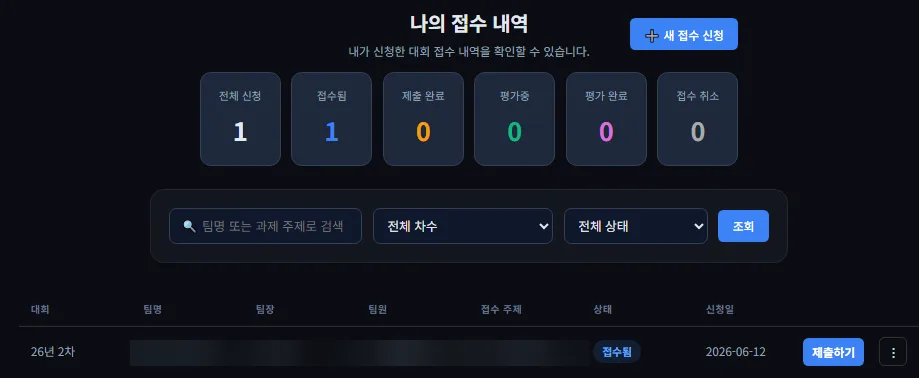 나의 접수 내역
➕ 새 접수 신청
내가 신청한 대회 접수 내역을 확인할 수 있습니다.
전체 신청 접수됨 제출 완료 평가중 평가 완료 접수 취소
1 1 0 0 0 0
🔍 팀명 또는 과제 주제로 검색 전체 차수 전체 상태 조회
대회 팀명 팀장 팀원 접수 주제 상태 신청일
26년 2차 접수됨 2026-06-12 제출하기 ⋮